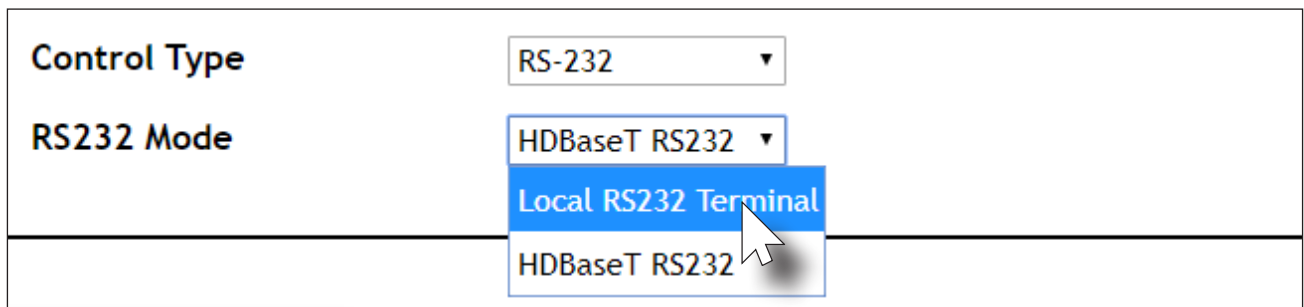 Control Type RS-232
RS232 Mode HDBaseT RS232
Local RS232 Terminal
HDBaseT RS232